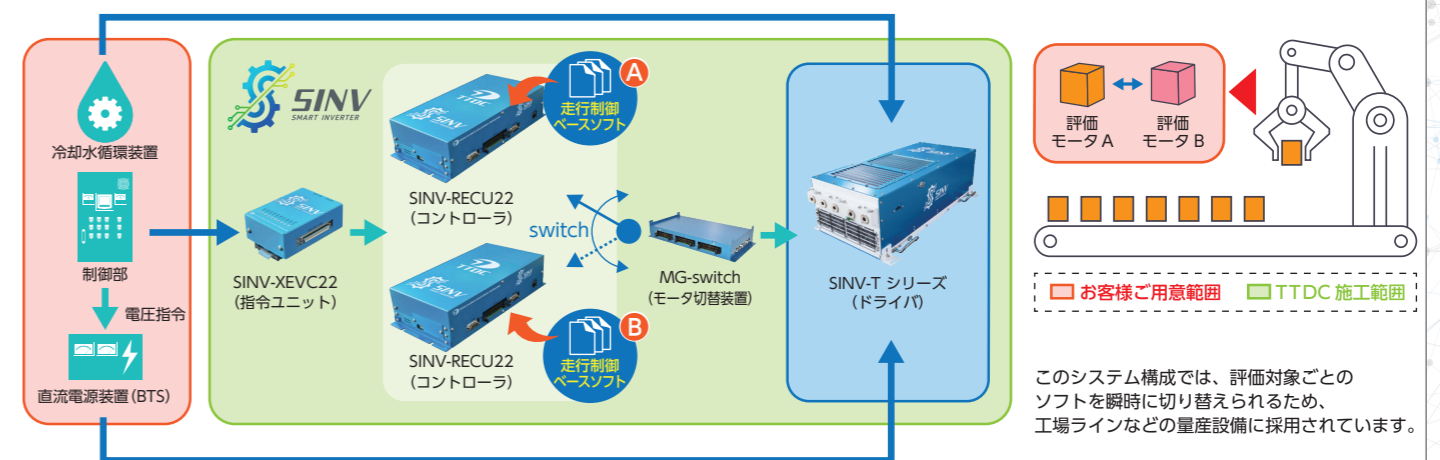 冷却水循環装置
制御部
電圧指令
直流電源装置(BTS)
SINV
SMART INVERTER
SINV-XEVC22
(指令ユニット)
TTDC
SINV
A
走行制御
ベースソフト
SINV-RECU22
(コントローラ)
switch
TTDC
SINV
B
走行制御
ベースソフト
SINV-RECU22
(コントローラ)
MG-switch
(モータ切替装置)
SINV
SINV-T シリーズ
(ドライバ)
評価
モータ A
評価
モータ B
お客様ご用意範囲
TTDC 施工範囲
このシステム構成では、評価対象ごとの
ソフトを瞬時に切り替えられるため、
工場ラインなどの量産設備に採用されています。